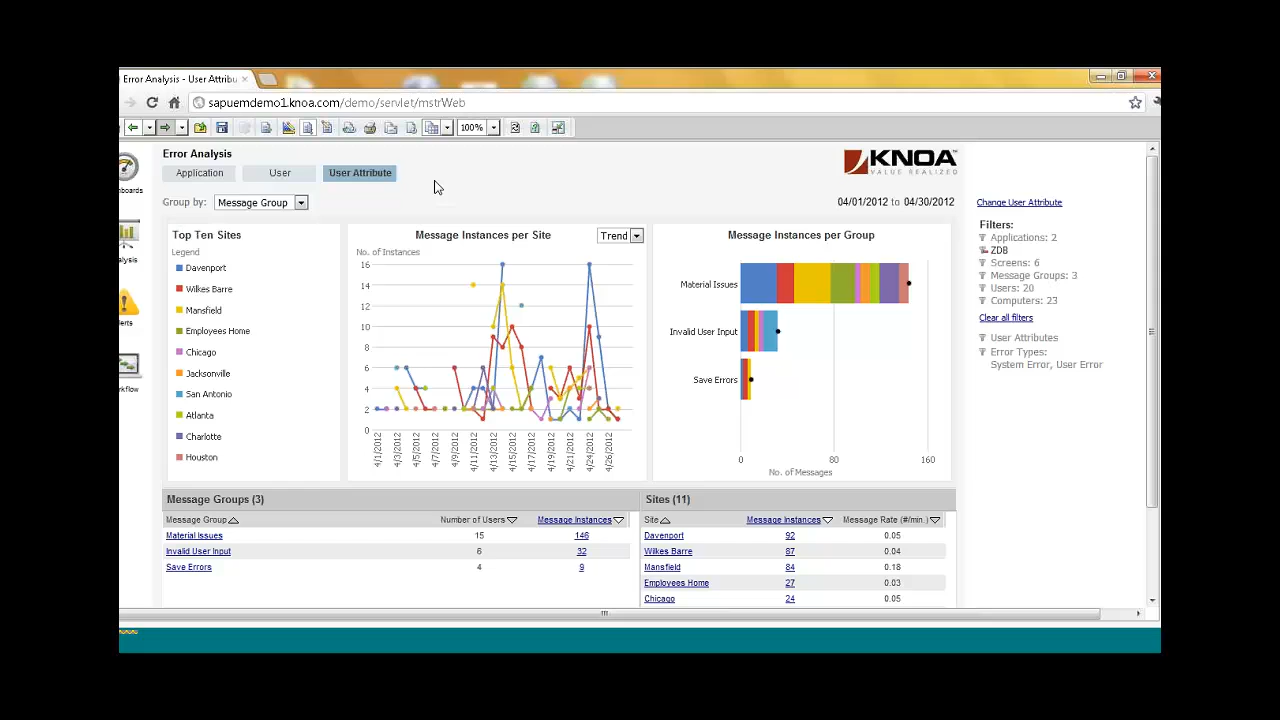 Error Analysis - User Attribu
sapuemdemo1.knoa.com/demo/servlet/mstrWeb
100%
boards
alysis
lerts
rkflow
Error Analysis
Application User User Attribute
KNOA™
VALUE REALIZED
Group by: Message Group
04/01/2012 to 04/30/2012
Top Ten Sites
Legend
Davenport
Wilkes Barre
Mansfield
Employees Home
Chicago
Jacksonville
San Antonio
Atlanta
Charlotte
Houston
Message Instances per Site
Trend
No. of Instances
16
14
12
10
8
6
4
2
0
4/1/2012 4/3/2012 4/5/2012 4/7/2012 4/9/2012 4/11/2012 4/13/2012 4/15/2012 4/17/2012 4/19/2012 4/21/2012 4/24/2012 4/26/2012
Message Instances per Group
Material Issues
Invalid User Input
Save Errors
0 80 160
No. of Messages
Change User Attribute
Filters:
Applications: 2
ZDB
Screens: 6
Message Groups: 3
Users: 20
Computers: 23
Clear all filters
User Attributes
Error Types:
System Error, User Error
Message Groups (3)
Message Group Number of Users Message Instances
Material Issues 15 146
Invalid User Input 6 32
Save Errors 4 9
Sites (11)
Site Message Instances Message Rate (#/min.)
Davenport 92 0.05
Wilkes Barre 87 0.04
Mansfield 84 0.18
Employees Home 27 0.03
Chicago 24 0.05